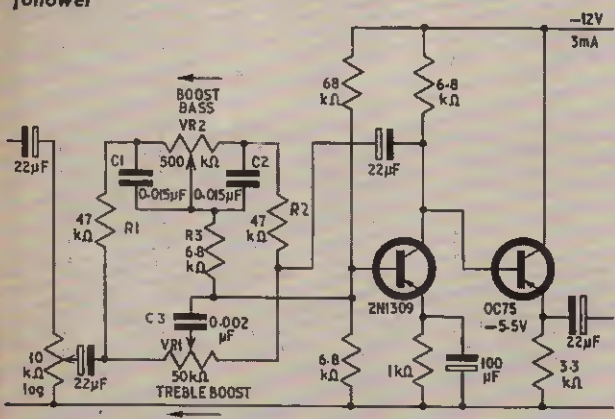 follower
−12V
3mA
BOOST
BASS
VR2
500 kΩ
C1
C2
0·015µF
0·015µF
22µF
47
kΩ
R1
R3
6·8
kΩ
R2
47
kΩ
68
kΩ
6·8
kΩ
22µF
2N1309
OC75
−5·5V
22µF
C3
0·002
µF
VR1
50kΩ
TREBLE BOOST
10
kΩ
log
22µF
6·8
kΩ
1kΩ
100
µF
3·3
kΩ